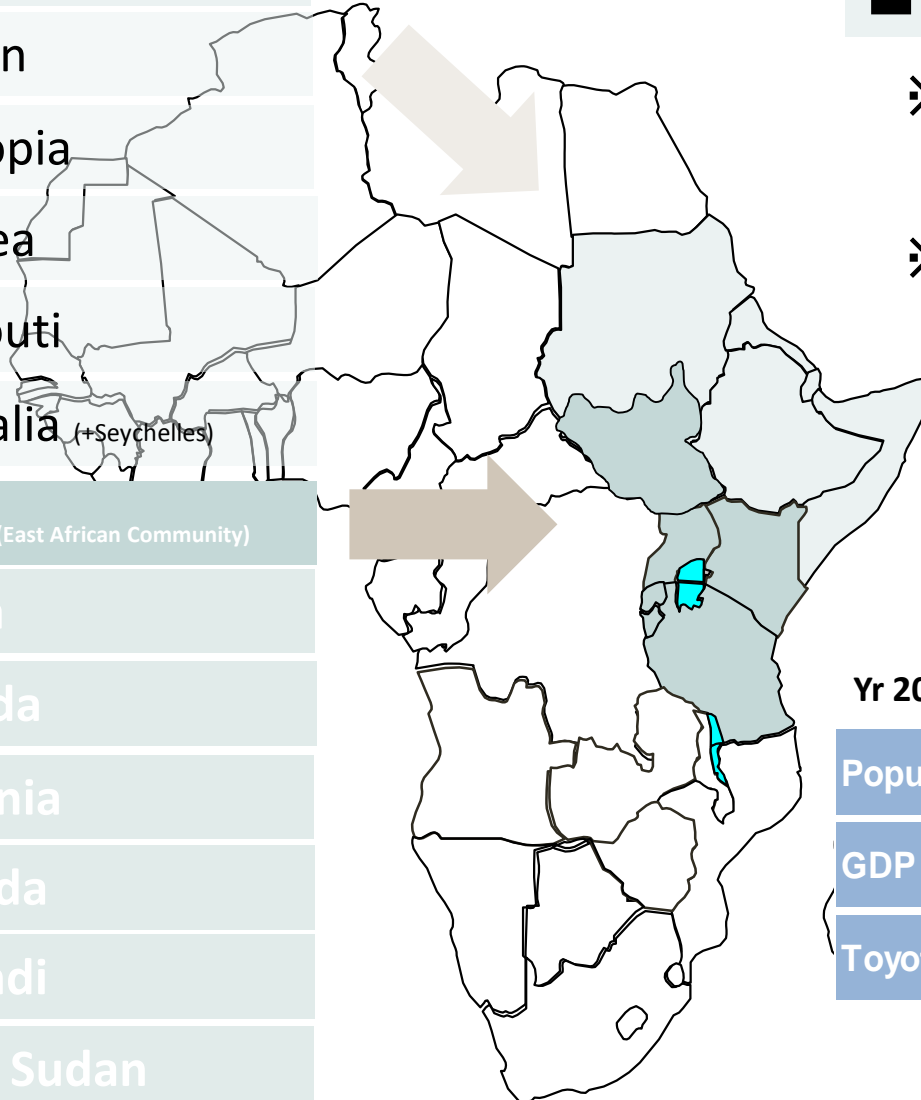 n
opia
ea
outi
alia (+Seychelles)
(East African Community)
da
nia
da
ndi
Sudan
※
※
Yr 20
Popu
GDP
Toyo